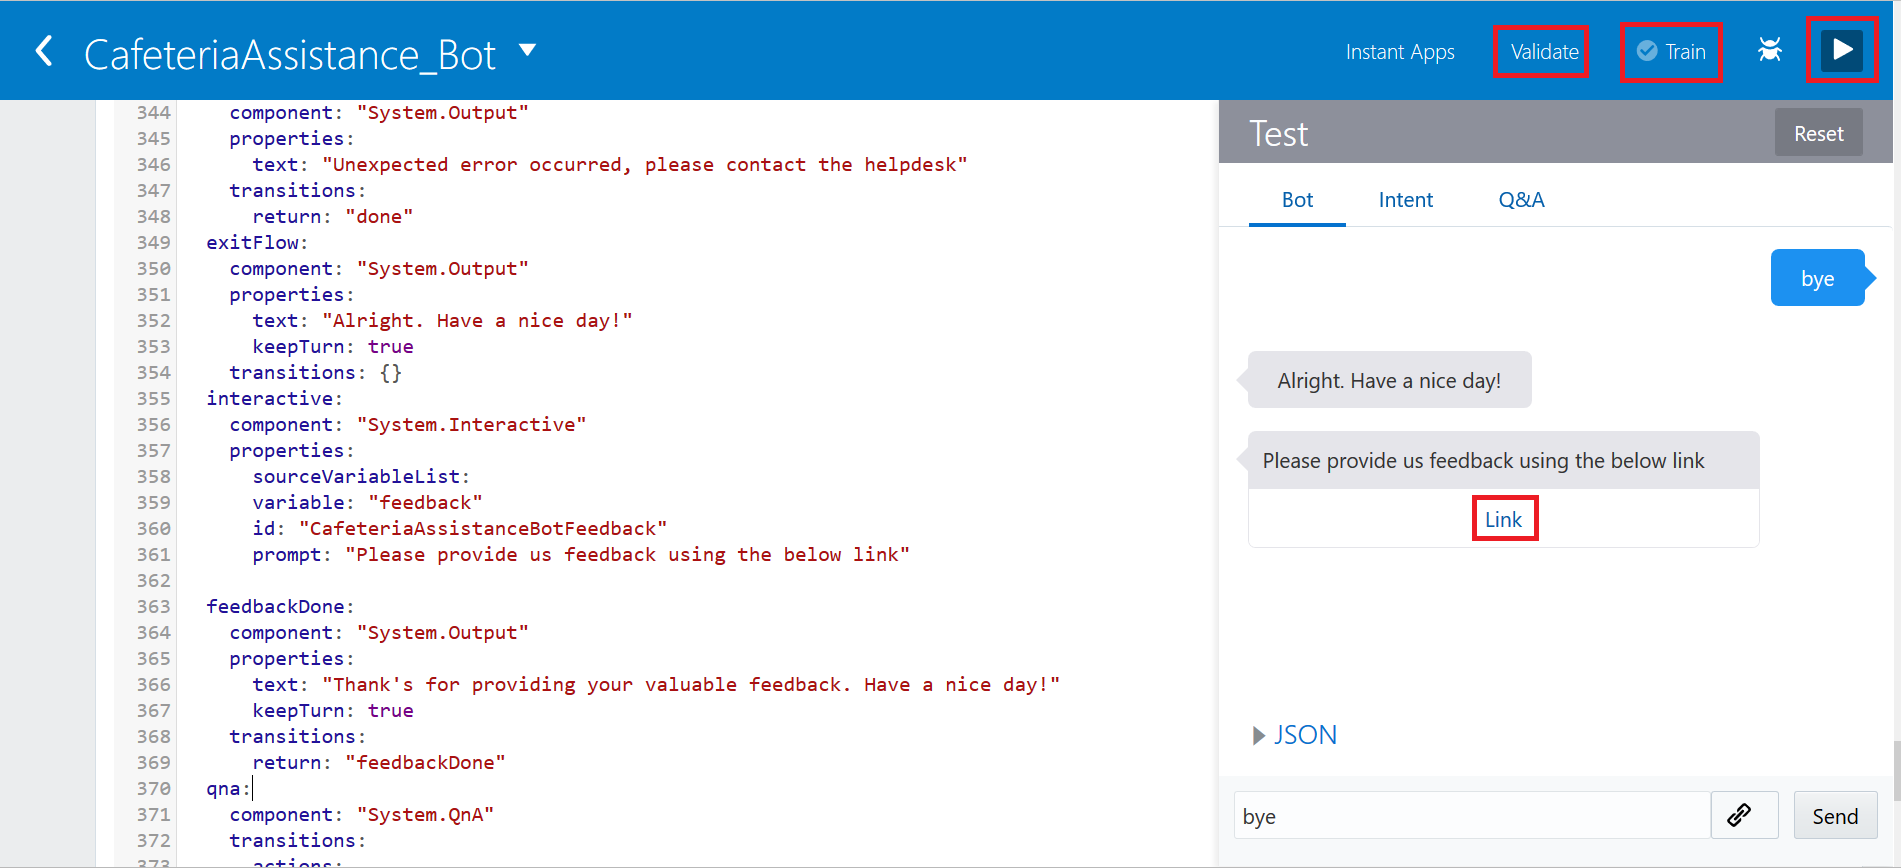 CafeteriaAssistance_Bot
Instant Apps
Validate
Train
344 component: "System.Output"
345 properties:
346 text: "Unexpected error occurred, please contact the helpdesk"
347 transitions:
348 return: "done"
349 exitFlow:
350 component: "System.Output"
351 properties:
352 text: "Alright. Have a nice day!"
353 keepTurn: true
354 transitions: {}
355 interactive:
356 component: "System.Interactive"
357 properties:
358 sourceVariableList:
359 variable: "feedback"
360 id: "CafeteriaAssistanceBotFeedback"
361 prompt: "Please provide us feedback using the below link"
362
363 feedbackDone:
364 component: "System.Output"
365 properties:
366 text: "Thank's for providing your valuable feedback. Have a nice day!"
367 keepTurn: true
368 transitions:
369 return: "feedbackDone"
370 qna:
371 component: "System.QnA"
372 transitions:
373 actions:
Test
Reset
Bot Intent Q&A
bye
Alright. Have a nice day!
Please provide us feedback using the below link
Link
JSON
bye
Send